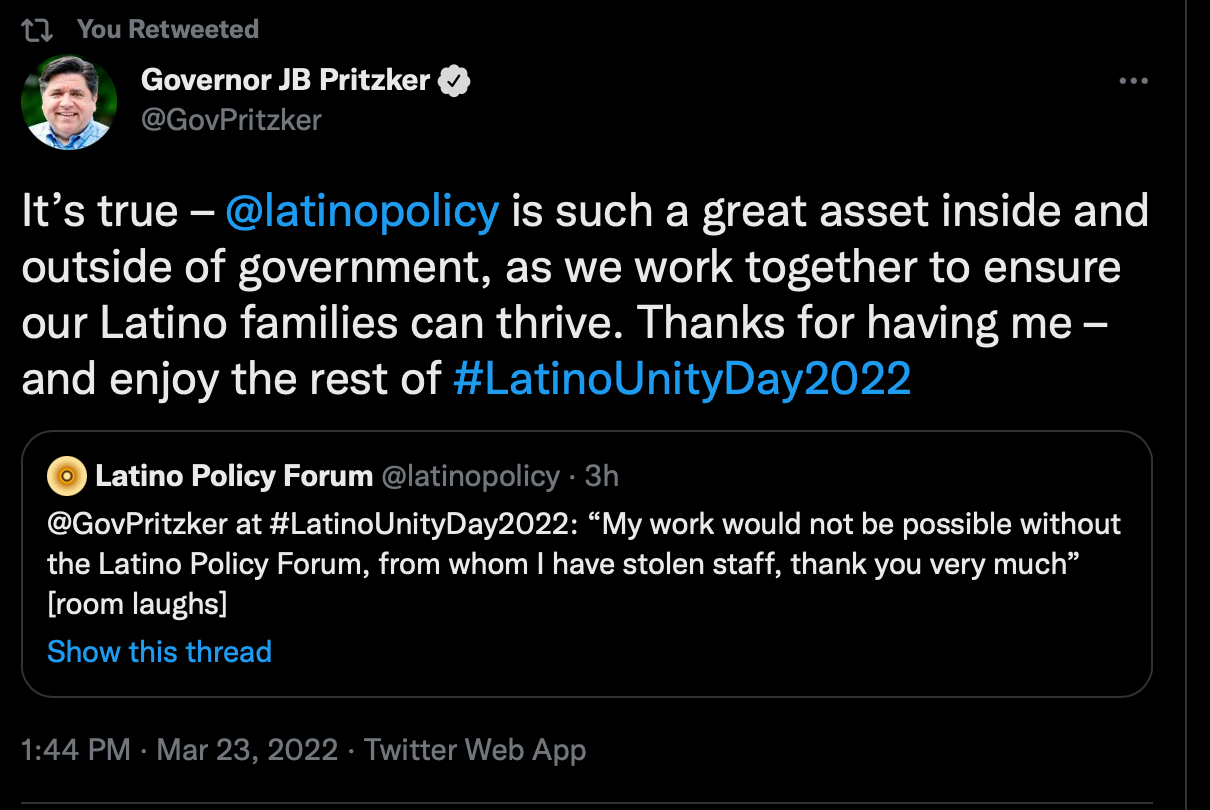 You Retweeted
Governor JB Pritzker
@GovPritzker
It’s true – @latinopolicy is such a great asset inside and
outside of government, as we work together to ensure
our Latino families can thrive. Thanks for having me –
and enjoy the rest of #LatinoUnityDay2022
Latino Policy Forum @latinopolicy · 3h
@GovPritzker at #LatinoUnityDay2022: “My work would not be possible without
the Latino Policy Forum, from whom I have stolen staff, thank you very much”
[room laughs]
Show this thread
1:44 PM · Mar 23, 2022 · Twitter Web App